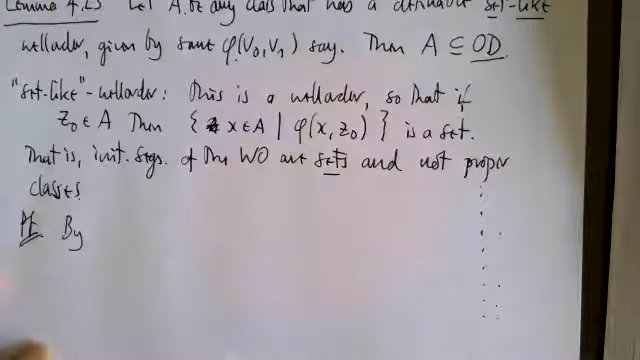 Lemma 4.23 Let A be any class that has a definable set-like
wellorder, given by some φ(v₀,v₁) say. Then A ⊆ OD.
"set-like"-wellorder: This is a wellorder, so that if
z₀ ∈ A then { x ∈ A | φ(x, z₀) } is a set.
That is, init. segs. of the WO are sets and not proper
classes.
Pf By